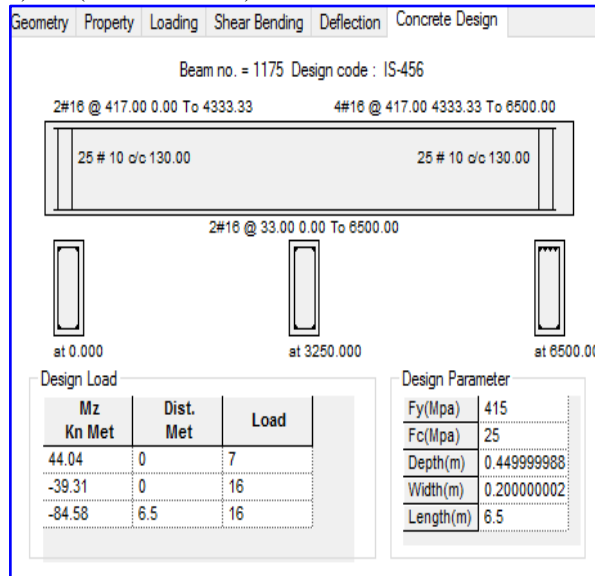 Geometry Property Loading Shear Bending Deflection Concrete Design
Beam no. = 1175 Design code : IS-456
2#16 @ 417.00 0.00 To 4333.33 4#16 @ 417.00 4333.33 To 6500.00
25 # 10 c/c 130.00 25 # 10 c/c 130.00
2#16 @ 33.00 0.00 To 6500.00
at 0.000 at 3250.000 at 6500.00
Design Load
Mz Kn Met Dist. Met Load
44.04 0 7
-39.31 0 16
-84.58 6.5 16
Design Parameter
Fy(Mpa) 415
Fc(Mpa) 25
Depth(m) 0.449999988
Width(m) 0.200000002
Length(m) 6.5